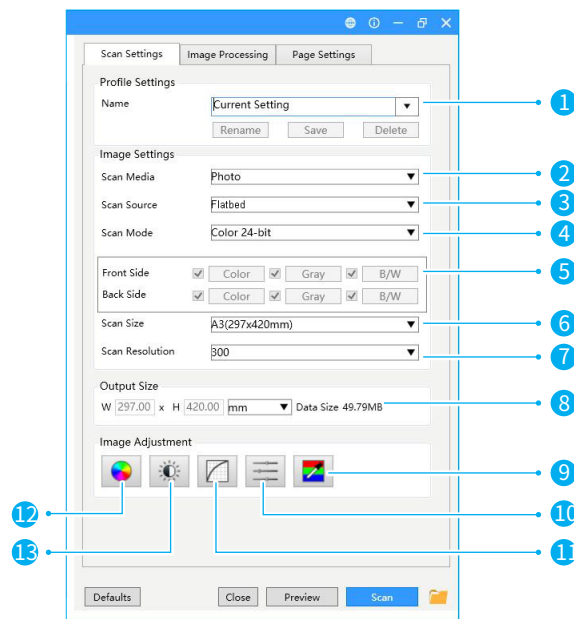 Scan Settings Image Processing Page Settings
Profile Settings
Name Current Setting 1
Rename Save Delete
Image Settings
Scan Media Photo 2
Scan Source Flatbed 3
Scan Mode Color 24-bit 4
Front Side Color Gray B/W 5
Back Side Color Gray B/W
Scan Size A3(297x420mm) 6
Scan Resolution 300 7
Output Size
W 297.00 x H 420.00 mm Data Size 49.79MB 8
Image Adjustment
9
12 10
13 11
Defaults Close Preview Scan